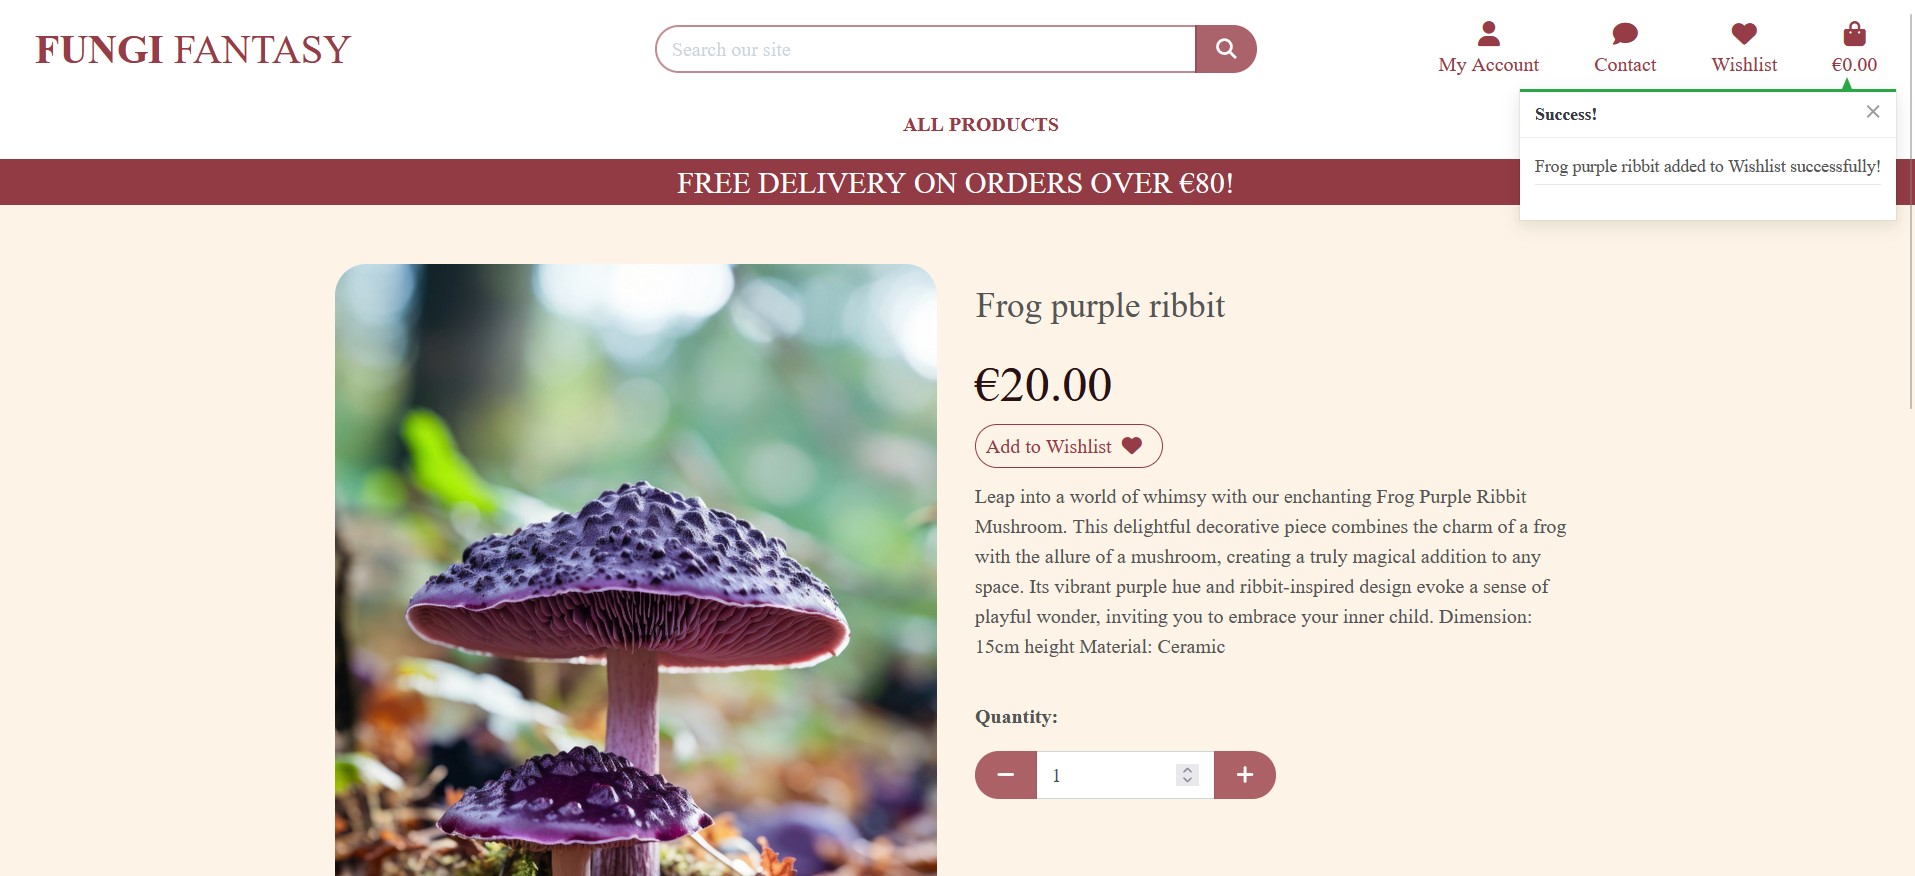 FUNGI FANTASY
Search our site
My Account
Contact
Wishlist
€0.00
Success!
Frog purple ribbit added to Wishlist successfully!
ALL PRODUCTS
FREE DELIVERY ON ORDERS OVER €80!
Frog purple ribbit
€20.00
Add to Wishlist
Leap into a world of whimsy with our enchanting Frog Purple Ribbit
Mushroom. This delightful decorative piece combines the charm of a frog
with the allure of a mushroom, creating a truly magical addition to any
space. Its vibrant purple hue and ribbit-inspired design evoke a sense of
playful wonder, inviting you to embrace your inner child. Dimension:
15cm height Material: Ceramic
Quantity:
1